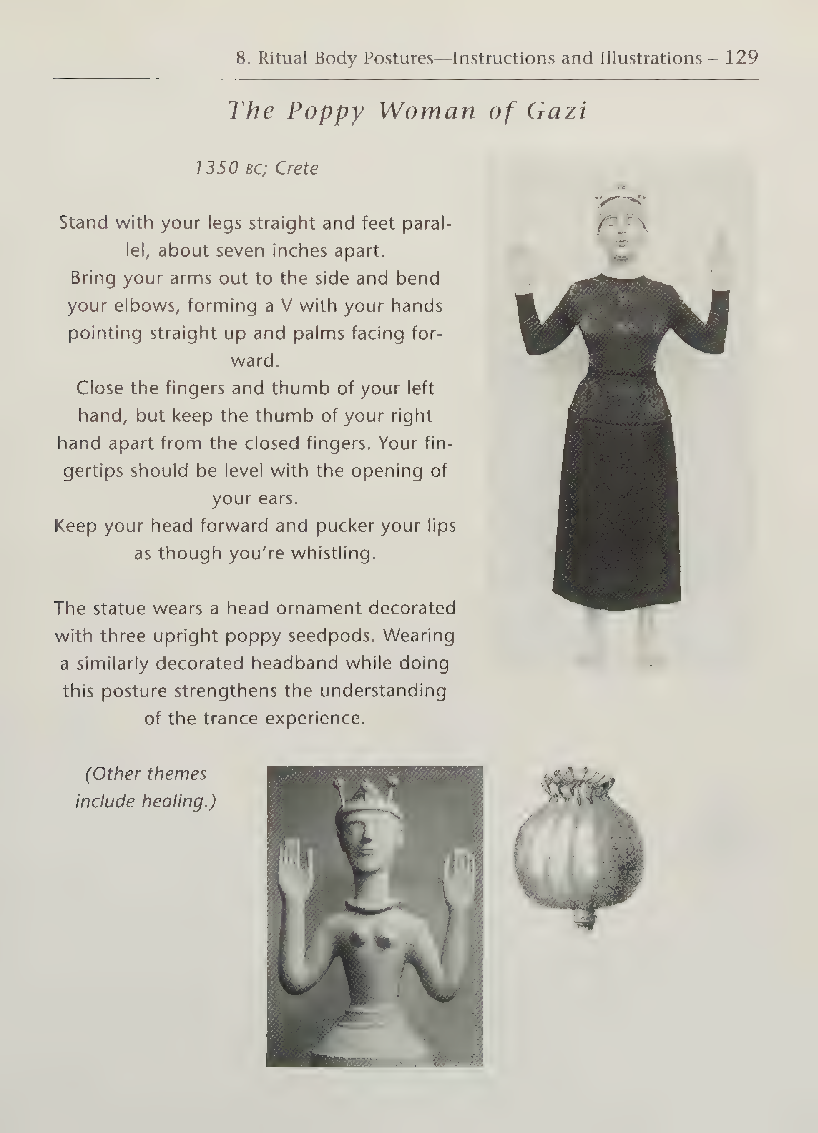 8. Ritual Body Postures—Instructions and Illustrations – 129
The Poppy Woman of Gazi
1350 BC; Crete
Stand with your legs straight and feet paral-
lel, about seven inches apart.
Bring your arms out to the side and bend
your elbows, forming a V with your hands
pointing straight up and palms facing for-
ward.
Close the fingers and thumb of your left
hand, but keep the thumb of your right
hand apart from the closed fingers. Your fin-
gertips should be level with the opening of
your ears.
Keep your head forward and pucker your lips
as though you're whistling.
The statue wears a head ornament decorated
with three upright poppy seedpods. Wearing
a similarly decorated headband while doing
this posture strengthens the understanding
of the trance experience.
(Other themes
include healing.)